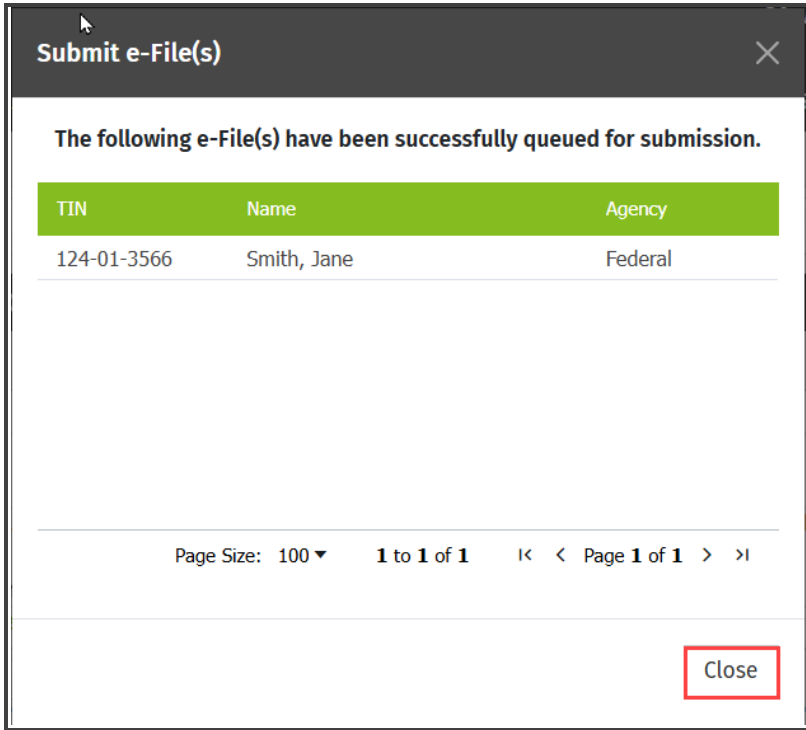 Submit e-File(s)
The following e-File(s) have been successfully queued for submission.
TIN Name Agency
124-01-3566 Smith, Jane Federal
Page Size: 100 1 to 1 of 1 Page 1 of 1
Close